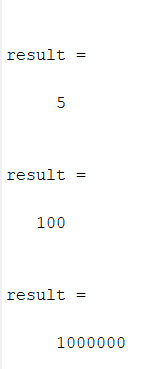 result =
5
result =
100
result =
1000000